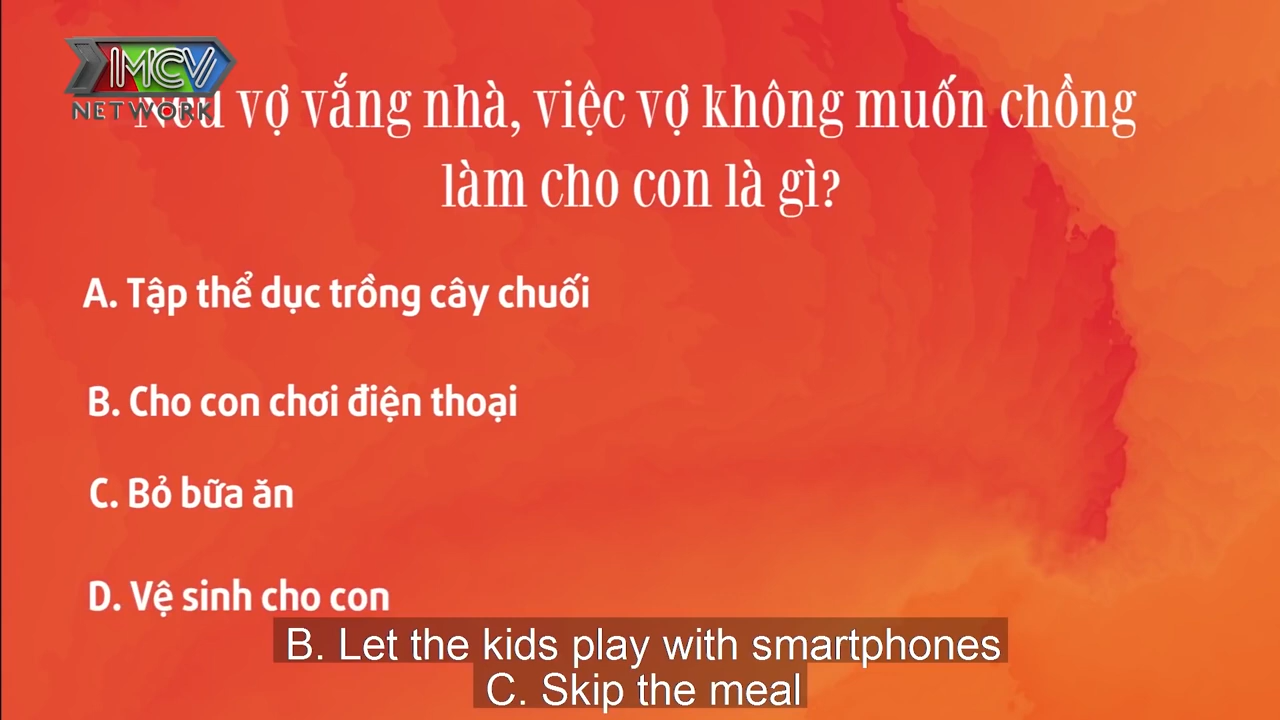 MCV
NETWORK
vợ vắng nhà, việc vợ không muốn chồng
làm cho con là gì?
A. Tập thể dục trồng cây chuối
B. Cho con chơi điện thoại
C. Bỏ bữa ăn
D. Vệ sinh cho con
B. Let the kids play with smartphones
C. Skip the meal